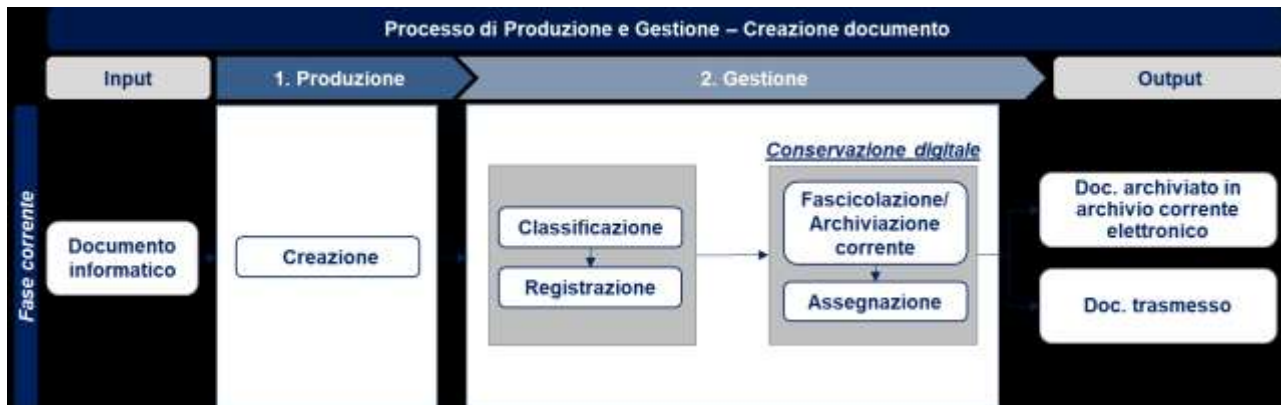 Processo di Produzione e Gestione – Creazione documento
Input
1. Produzione
2. Gestione
Output
Fase corrente
Documento
informatico
Creazione
Classificazione
Registrazione
Conservazione digitale
Fascicolazione/
Archiviazione
corrente
Assegnazione
Doc. archiviato in
archivio corrente
elettronico
Doc. trasmesso